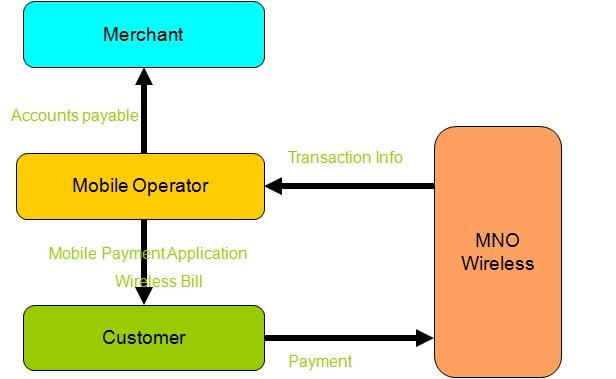 Merchant
Accounts payable
Transaction Info
Mobile Operator
MNO
Wireless
Mobile Payment Application
Wireless Bill
Customer
Payment